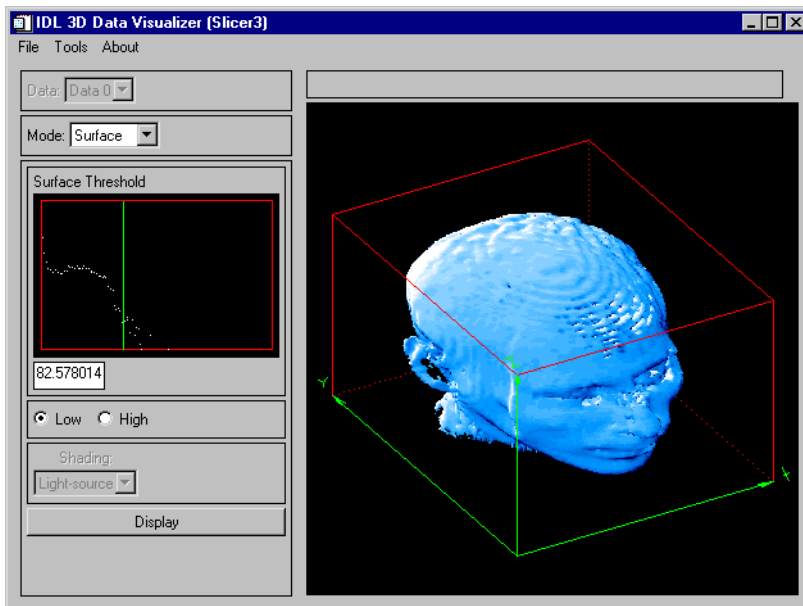 IDL 3D Data Visualizer (Slicer3)
File Tools About
Data: Data 0
Mode: Surface
Surface Threshold
82.578014
Low High
Shading:
Light-source
Display
Y
X